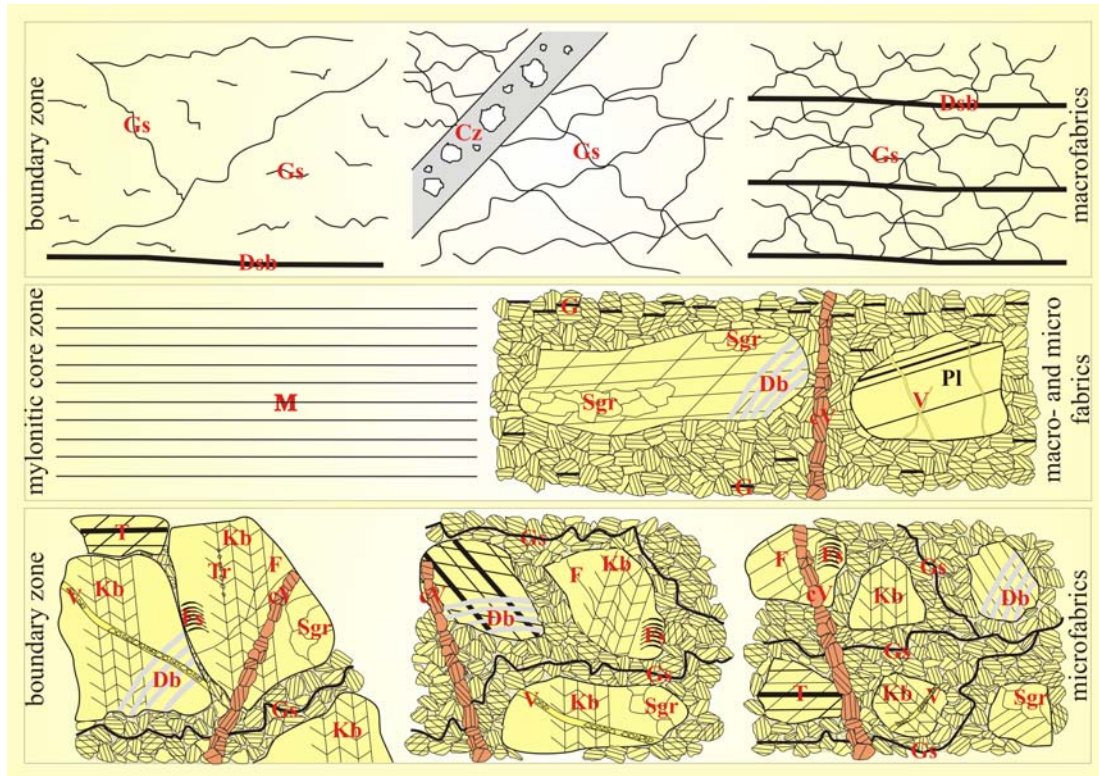 boundary zone
Gs
Gs
Dsb
Cz
Gs
Dsb
Gs
macrofabrics
mylonitic core zone
M
G
Sgr
Sgr
Db
cV
Pl
V
G
macro- and micro
fabrics
boundary zone
T
Kb
Kb
Tr
F
cV
Fs
Sgr
Db
Gs
Kb
Gs
cV
Db
F
Kb
Fs
Gs
V
Kb
Sgr
F
Fs
cV
Kb
Gs
Db
Gs
T
Kb
V
Sgr
Gs
microfabrics